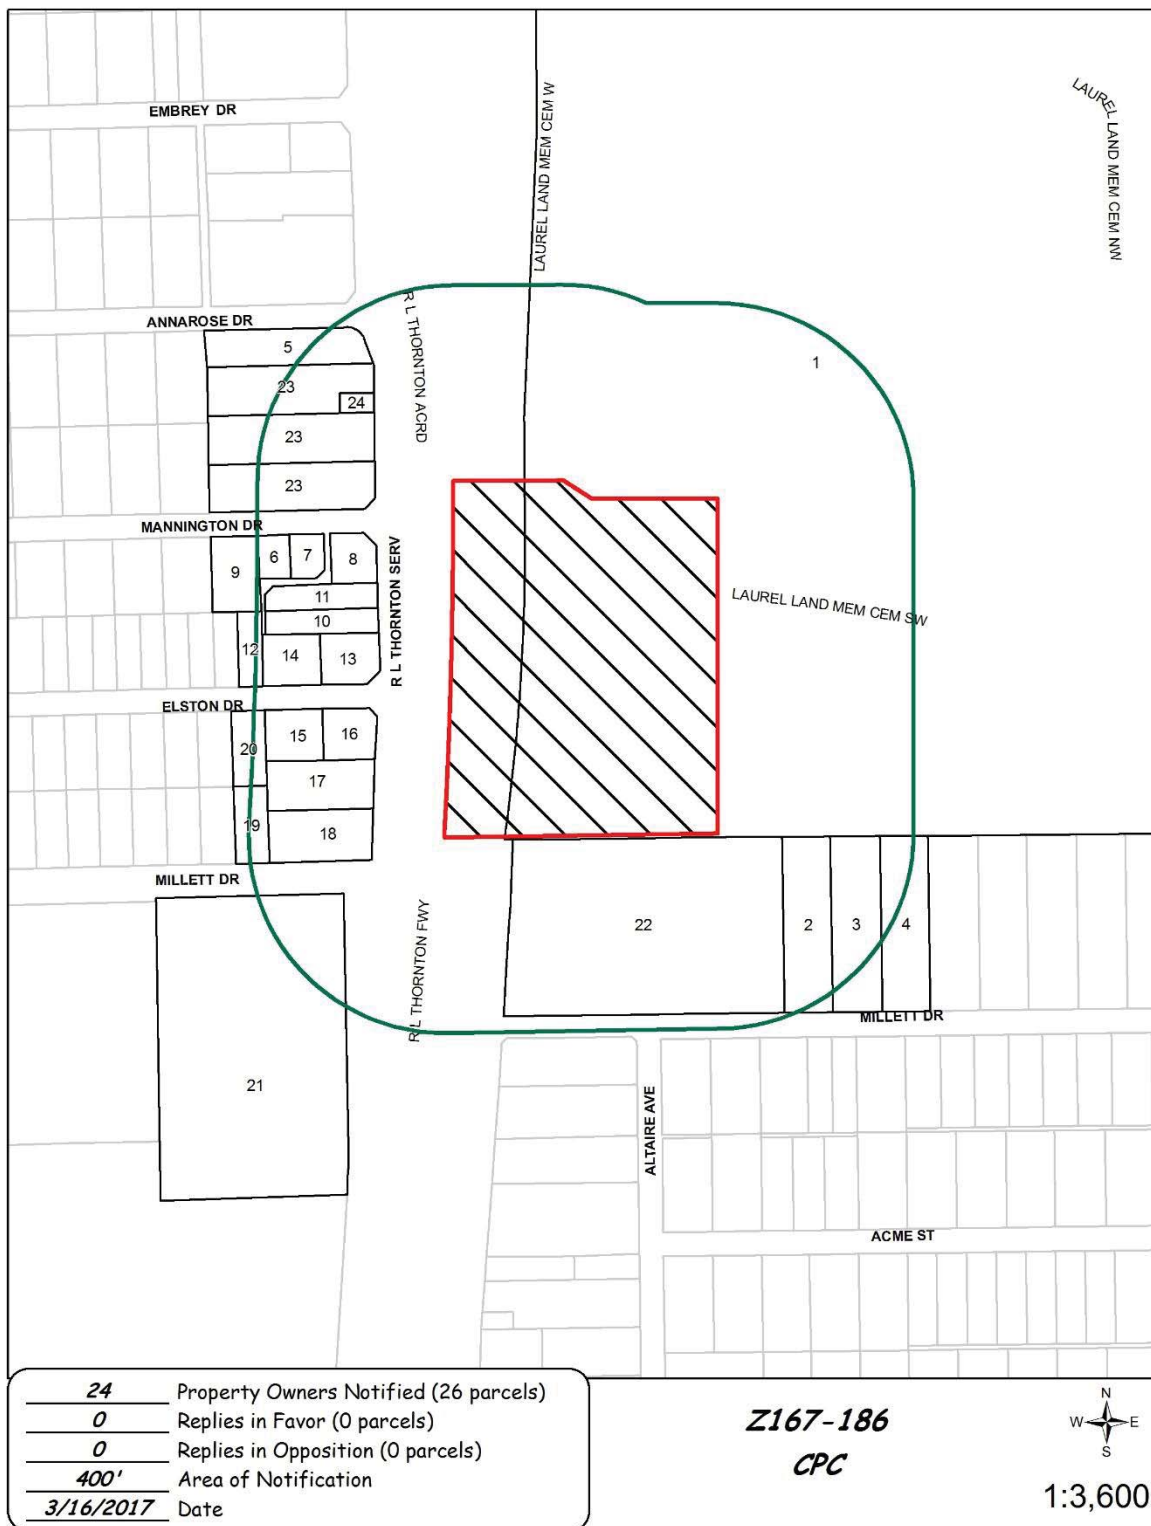 EMBREY DR
LAUREL LAND MEM CEM W
LAUREL LAND MEM CEM NW
ANNAROSE DR
R L THORNTON ACRD
5
1
23
24
23
23
MANNINGTON DR
R L THORNTON SERV
6
7
8
9
11
10
LAUREL LAND MEM CEM SW
12
14
13
ELSTON DR
15
16
20
17
19
18
MILLETT DR
R L THORNTON FWY
22
2
3
4
MILLETT DR
21
ALTAIRE AVE
ACME ST
24 Property Owners Notified (26 parcels)
0 Replies in Favor (0 parcels)
0 Replies in Opposition (0 parcels)
400' Area of Notification
3/16/2017 Date
Z167-186
CPC
N
W E
S
1:3,600